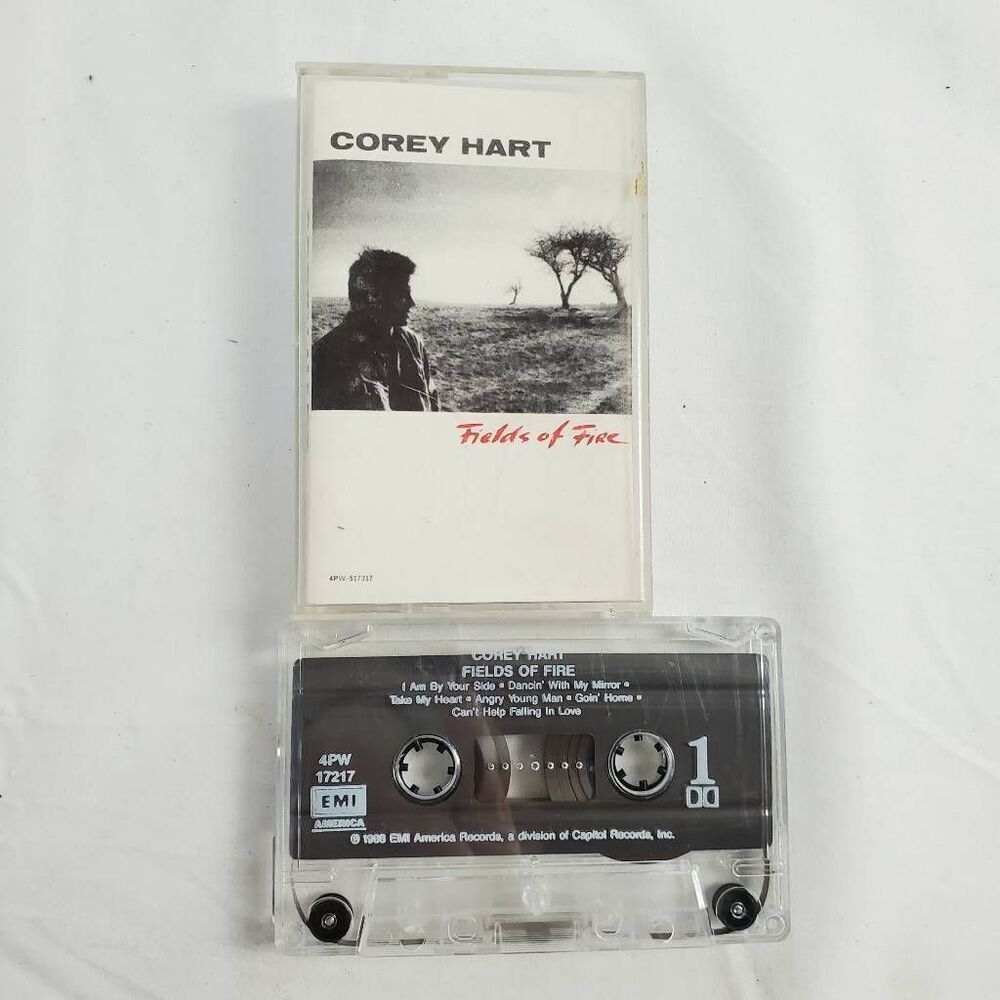 COREY HART
Fields of Fire
4PW-517217
COREY HART
FIELDS OF FIRE
I Am By Your Side • Dancin' With My Mirror •
Take My Heart • Angry Young Man • Goin' Home •
Can't Help Falling In Love
4PW
17217
1
EMI
AMERICA
℗ 1986 EMI America Records, a division of Capitol Records, Inc.